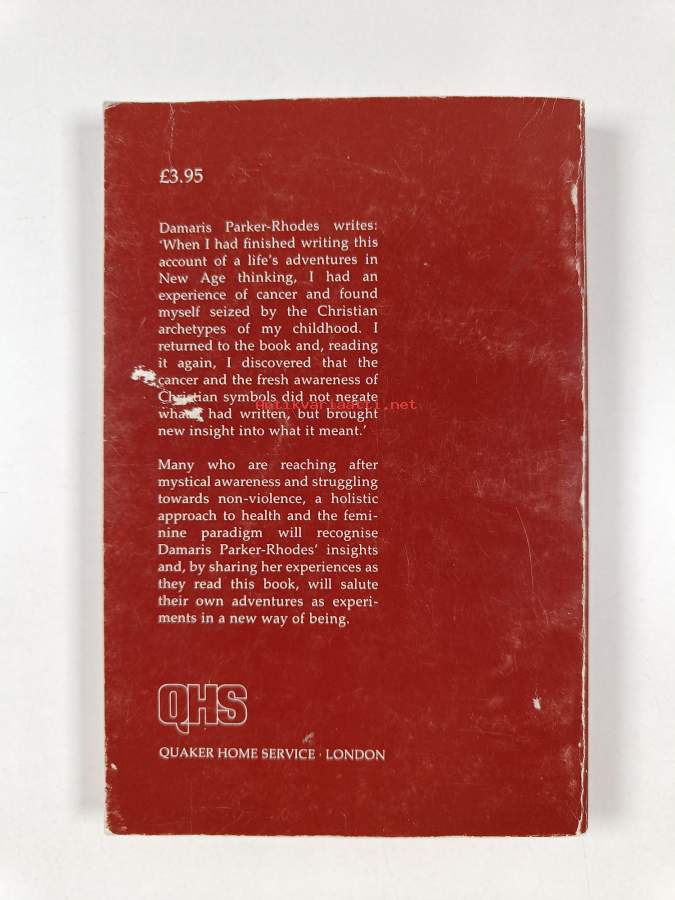 £3.95
Damaris Parker-Rhodes writes:
‘When I had finished writing this
account of a life’s adventures in
New Age thinking, I had an
experience of cancer and found
myself seized by the Christian
archetypes of my childhood. I
returned to the book and, reading
it again, I discovered that the
cancer and the fresh awareness of
Christian symbols did not negate
what I had written, but brought
new insight into what it meant.’
Many who are reaching after
mystical awareness and struggling
towards non-violence, a holistic
approach to health and the femi-
nine paradigm will recognise
Damaris Parker-Rhodes’ insights
and, by sharing her experiences as
they read this book, will salute
their own adventures as experi-
ments in a new way of being.
QHS
QUAKER HOME SERVICE · LONDON
antikvariaatti.net